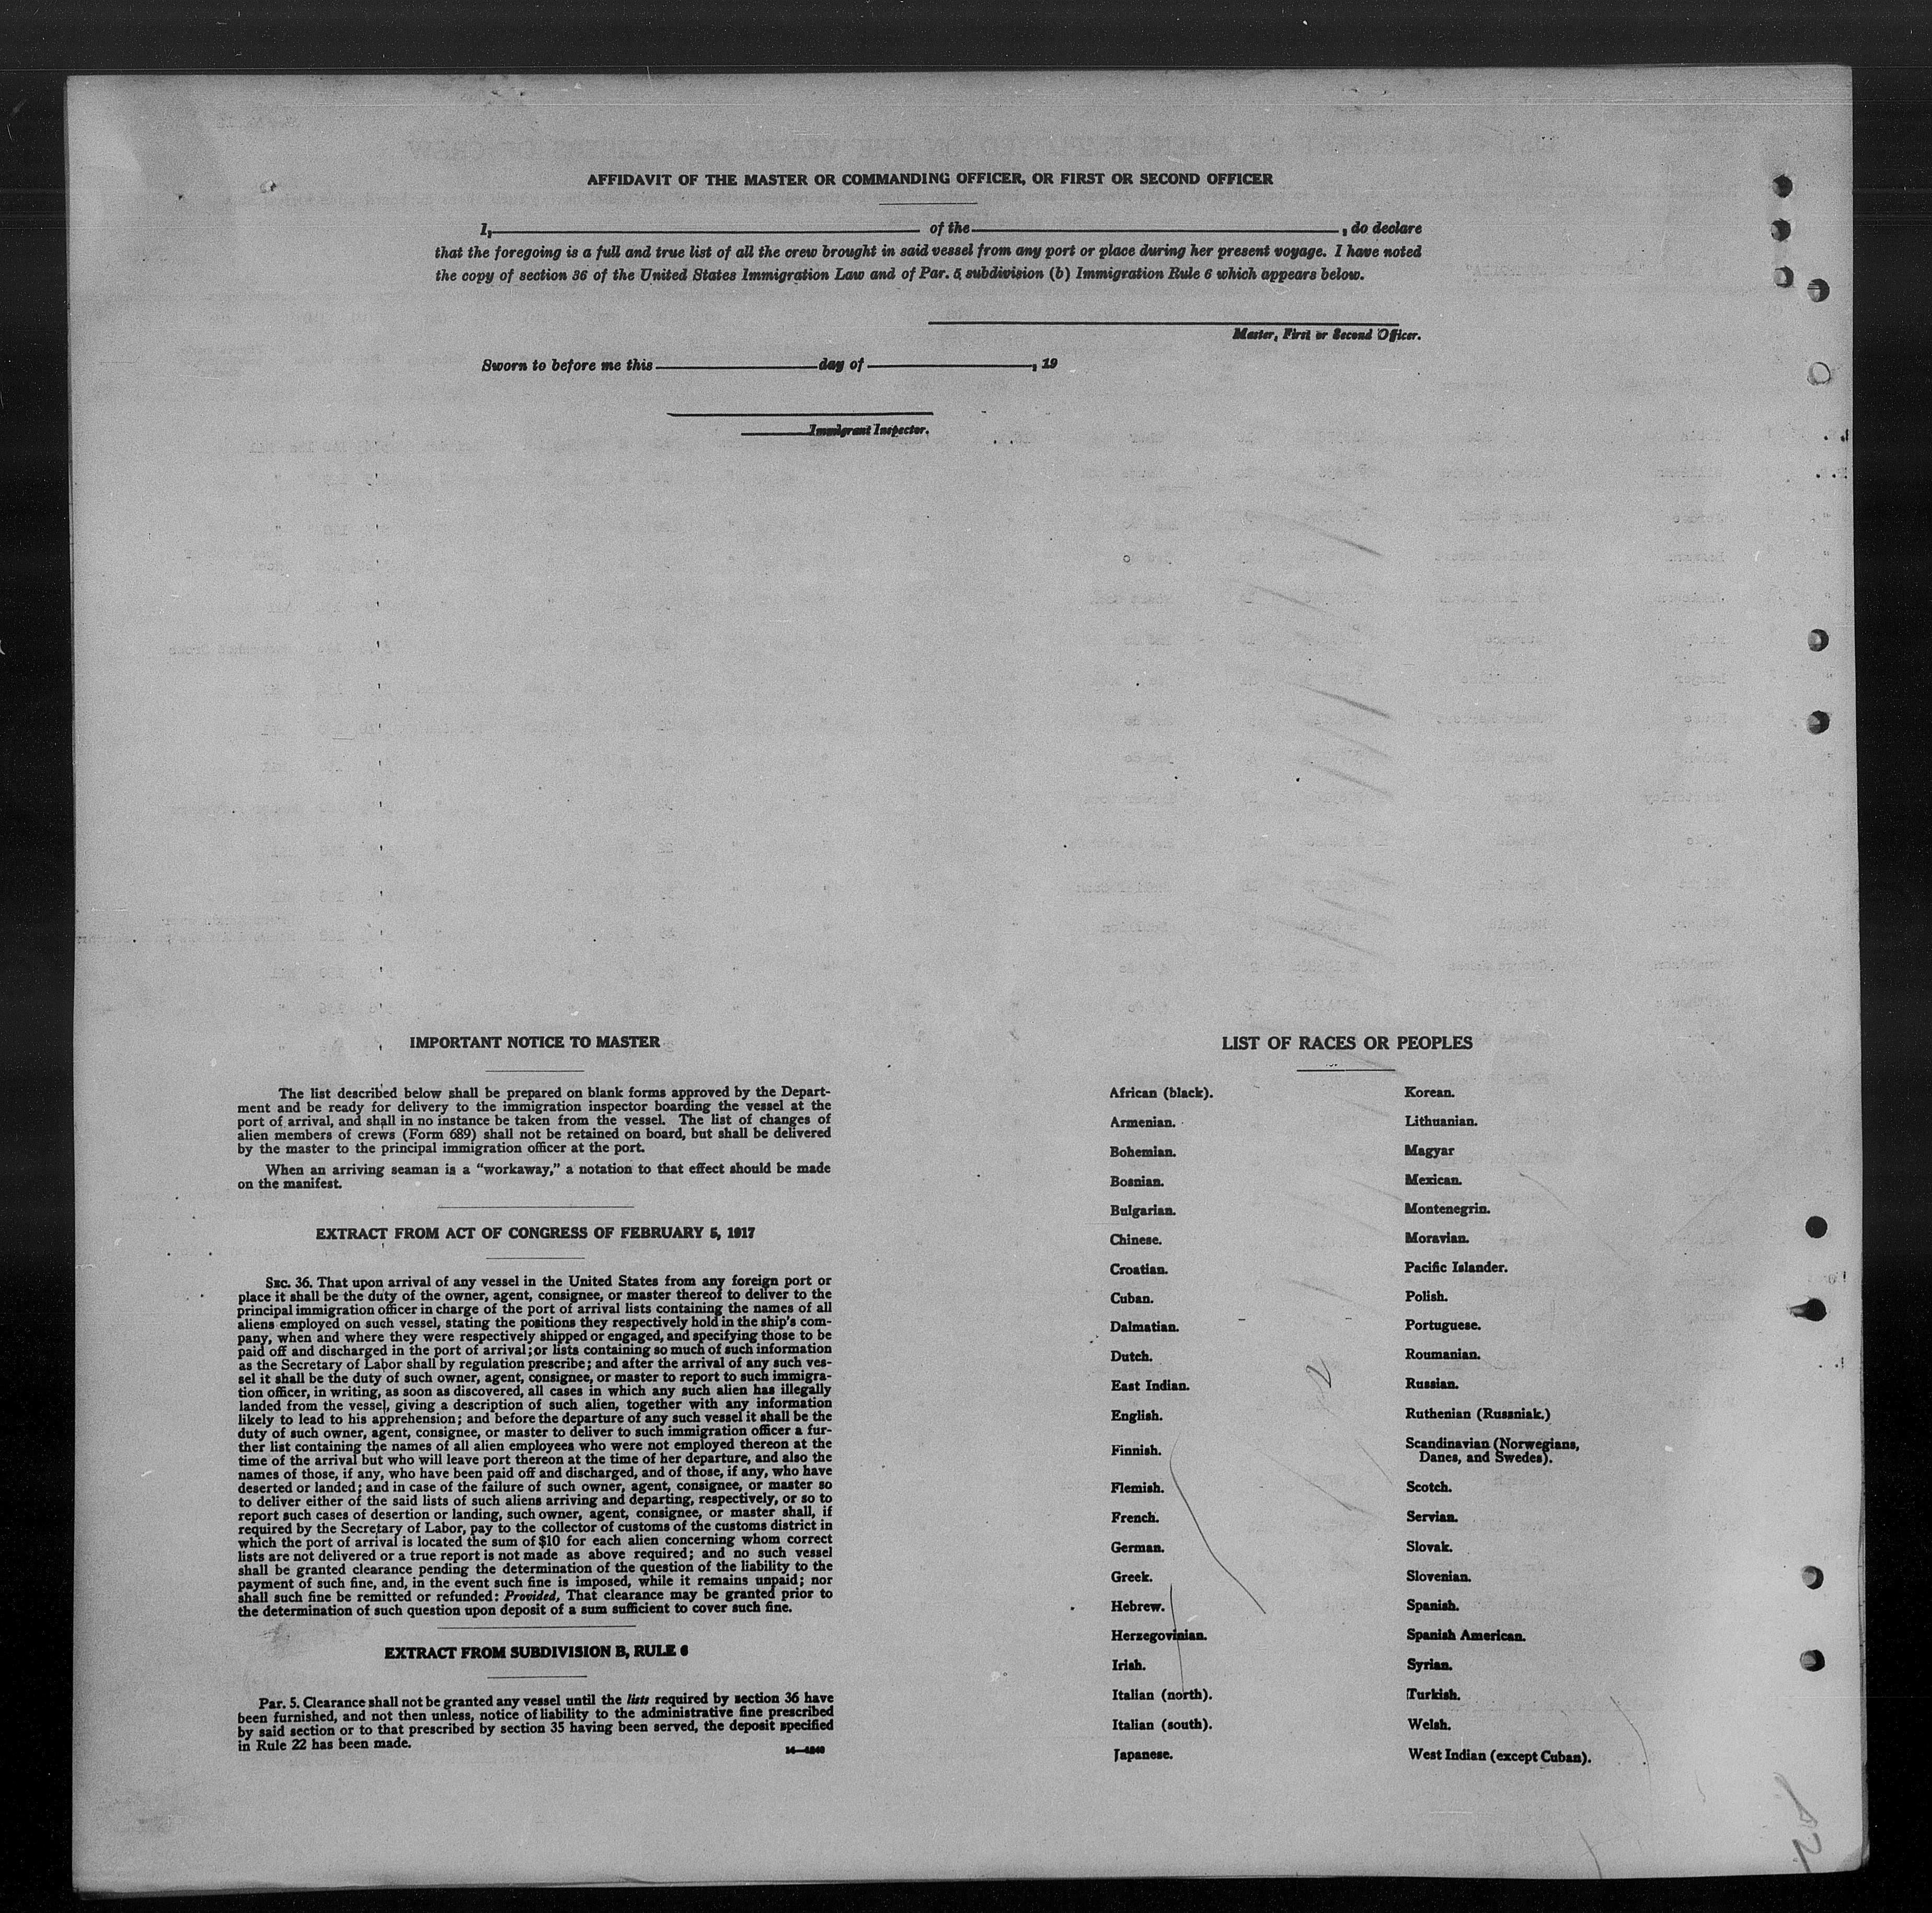 AFFIDAVIT OF THE MASTER OR COMMANDING OFFICER, OR FIRST OR SECOND OFFICER
I, of the , do declare
that the foregoing is a full and true list of all the crew brought in said vessel from any port or place during her present voyage. I have noted
the copy of section 36 of the United States Immigration Law and of Par. 5, subdivision (b) Immigration Rule 6 which appears below.
Master, First or Second Officer.
Sworn to before me this day of , 19
Immigrant Inspector.
IMPORTANT NOTICE TO MASTER
The list described below shall be prepared on blank forms approved by the Depart-
ment and be ready for delivery to the immigration inspector boarding the vessel at the
port of arrival, and shall in no instance be taken from the vessel. The list of changes of
alien members of crews (Form 689) shall not be retained on board, but shall be delivered
by the master to the principal immigration officer at the port.
When an arriving seaman is a "workaway," a notation to that effect should be made
on the manifest.
EXTRACT FROM ACT OF CONGRESS OF FEBRUARY 5, 1917
SEC. 36. That upon arrival of any vessel in the United States from any foreign port or
place it shall be the duty of the owner, agent, consignee, or master thereof to deliver to the
principal immigration officer in charge of the port of arrival lists containing the names of all
aliens employed on such vessel, stating the positions they respectively hold in the ship's com-
pany, when and where they were respectively shipped or engaged, and specifying those to be
paid off and discharged in the port of arrival; or lists containing so much of such information
as the Secretary of Labor shall by regulation prescribe; and after the arrival of any such ves-
sel it shall be the duty of such owner, agent, consignee, or master to report to such immigra-
tion officer, in writing, as soon as discovered, all cases in which any such alien has illegally
landed from the vessel, giving a description of such alien, together with any information
likely to lead to his apprehension; and before the departure of any such vessel it shall be the
duty of such owner, agent, consignee, or master to deliver to such immigration officer a fur-
ther list containing the names of all alien employees who were not employed thereon at the
time of the arrival but who will leave port thereon at the time of her departure, and also the
names of those, if any, who have been paid off and discharged, and of those, if any, who have
deserted or landed; and in case of the failure of such owner, agent, consignee, or master so
to deliver either of the said lists of such aliens arriving and departing, respectively, or so to
report such cases of desertion or landing, such owner, agent, consignee, or master shall, if
required by the Secretary of Labor, pay to the collector of customs of the customs district in
which the port of arrival is located the sum of $10 for each alien concerning whom correct
lists are not delivered or a true report is not made as above required; and no such vessel
shall be granted clearance pending the determination of the question of the liability to the
payment of such fine, and, in the event such fine is imposed, while it remains unpaid; nor
shall such fine be remitted or refunded: Provided, That clearance may be granted prior to
the determination of such question upon deposit of a sum sufficient to cover such fine.
EXTRACT FROM SUBDIVISION B, RULE 6
Par. 5. Clearance shall not be granted any vessel until the lists required by section 36 have
been furnished, and not then unless, notice of liability to the administrative fine prescribed
by said section or to that prescribed by section 35 having been served, the deposit specified
in Rule 22 has been made.
LIST OF RACES OR PEOPLES
African (black).
Armenian.
Bohemian.
Bosnian.
Bulgarian.
Chinese.
Croatian.
Cuban.
Dalmatian.
Dutch.
East Indian.
English.
Finnish.
Flemish.
French.
German.
Greek.
Hebrew.
Herzegovinian.
Irish.
Italian (north).
Italian (south).
Japanese.
Korean.
Lithuanian.
Magyar
Mexican.
Montenegrin.
Moravian.
Pacific Islander.
Polish.
Portuguese.
Roumanian.
Russian.
Ruthenian (Russniak.)
Scandinavian (Norwegians,
Danes, and Swedes).
Scotch.
Servian.
Slovak.
Slovenian.
Spanish.
Spanish American.
Syrian.
Turkish.
Welsh.
West Indian (except Cuban).